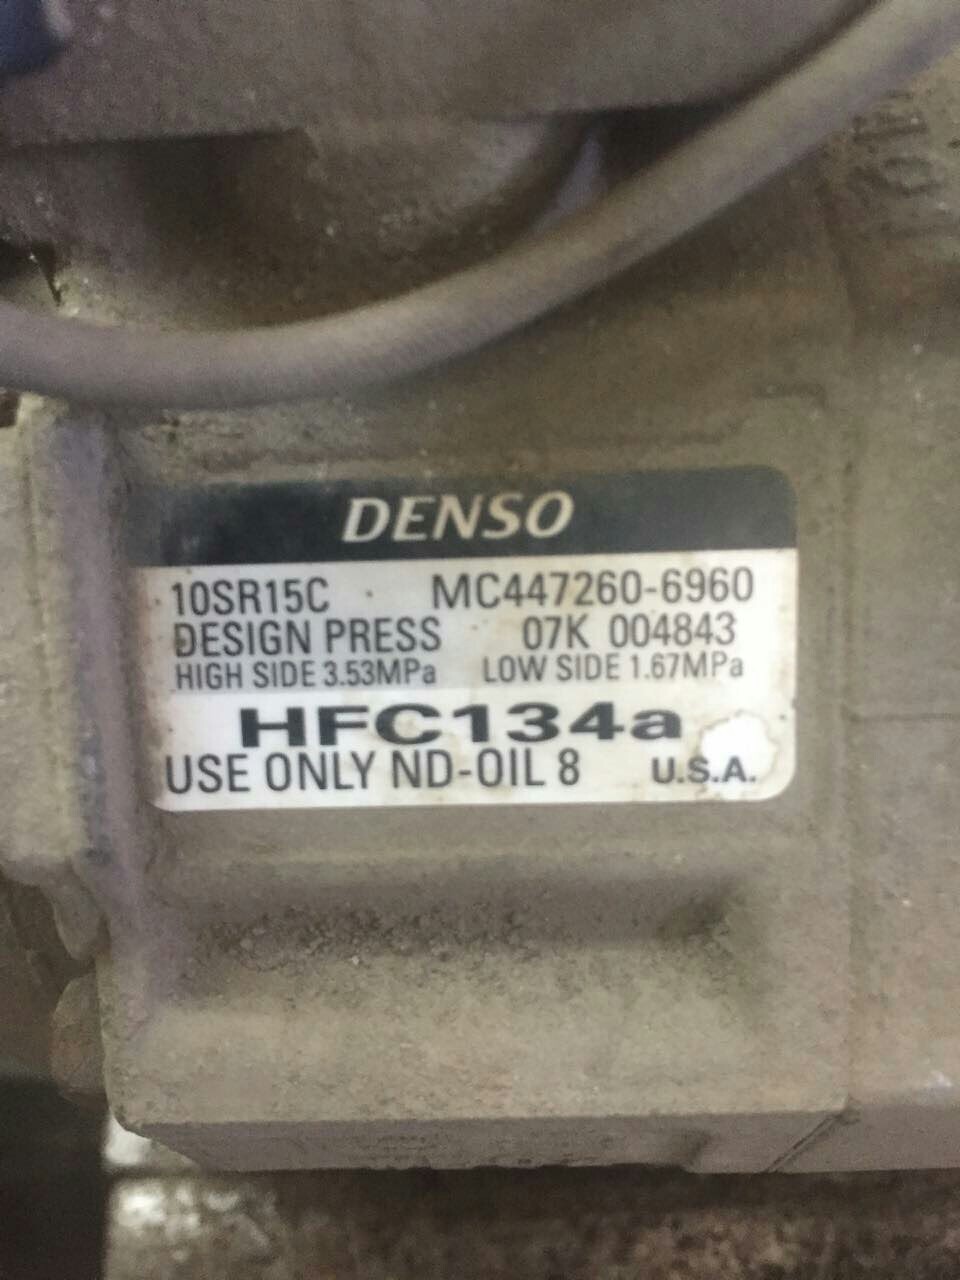 DENSO
10SR15C MC447260-6960
DESIGN PRESS 07K 004843
HIGH SIDE 3.53MPa LOW SIDE 1.67MPa
HFC134a
USE ONLY ND-OIL 8 U.S.A.